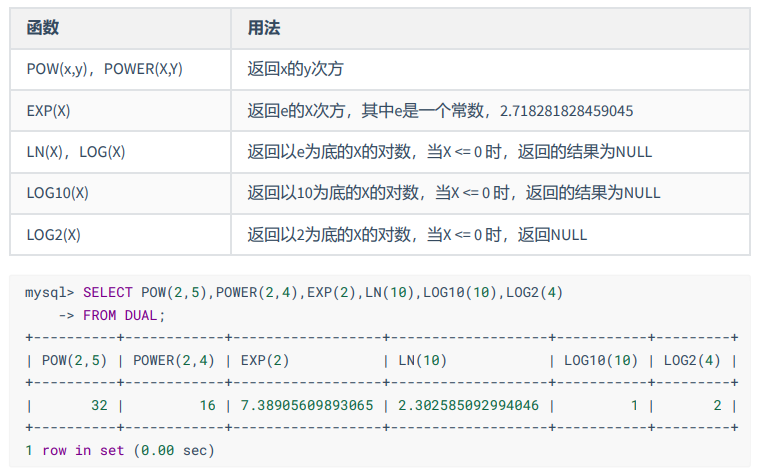 函数 用法
POW(x,y)，POWER(X,Y) 返回x的y次方
EXP(X) 返回e的X次方，其中e是一个常数，2.718281828459045
LN(X)，LOG(X) 返回以e为底的X的对数，当X <= 0 时，返回的结果为NULL
LOG10(X) 返回以10为底的X的对数，当X <= 0 时，返回的结果为NULL
LOG2(X) 返回以2为底的X的对数，当X <= 0 时，返回NULL
mysql> SELECT POW(2,5),POWER(2,4),EXP(2),LN(10),LOG10(10),LOG2(4)
    -> FROM DUAL;
+----------+------------+------------------+-------------------+-----------+---------+
| POW(2,5) | POWER(2,4) | EXP(2)           | LN(10)            | LOG10(10) | LOG2(4) |
+----------+------------+------------------+-------------------+-----------+---------+
|       32 |         16 | 7.38905609893065 | 2.302585092994046 |         1 |       2 |
+----------+------------+------------------+-------------------+-----------+---------+
1 row in set (0.00 sec)